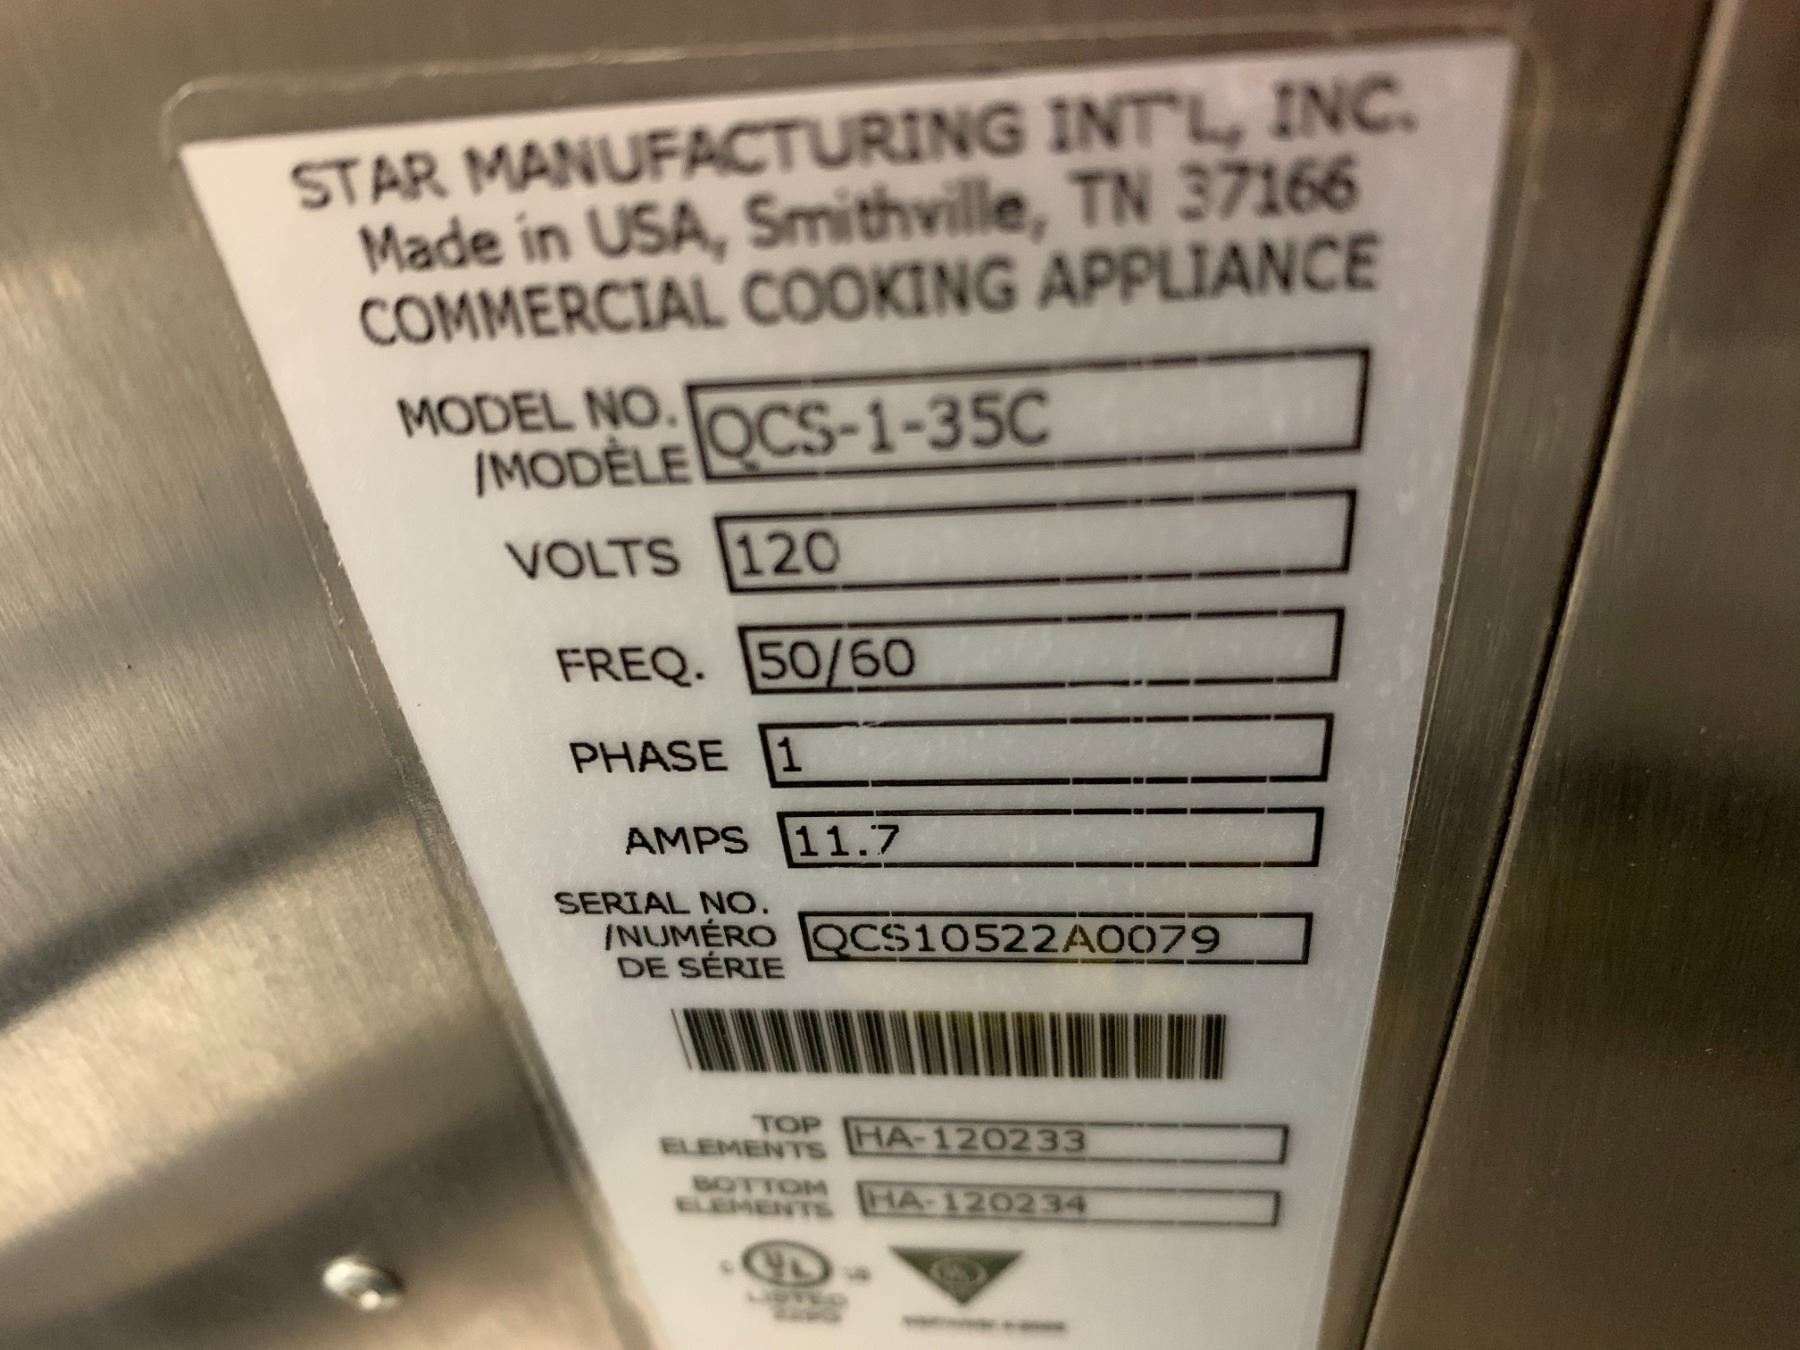 STAR MANUFACTURING INT'L, INC.
Made in USA, Smithville, TN 37166
COMMERCIAL COOKING APPLIANCE
MODEL NO.
/MODÈLE
QCS-1-35C
VOLTS 120
FREQ. 50/60
PHASE 1
AMPS 11.7
SERIAL NO.
/NUMÉRO
DE SÉRIE
QCS10522A0079
TOP
ELEMENTS
HA-120233
BOTTOM
ELEMENTS
HA-120234
C UL US
LISTED